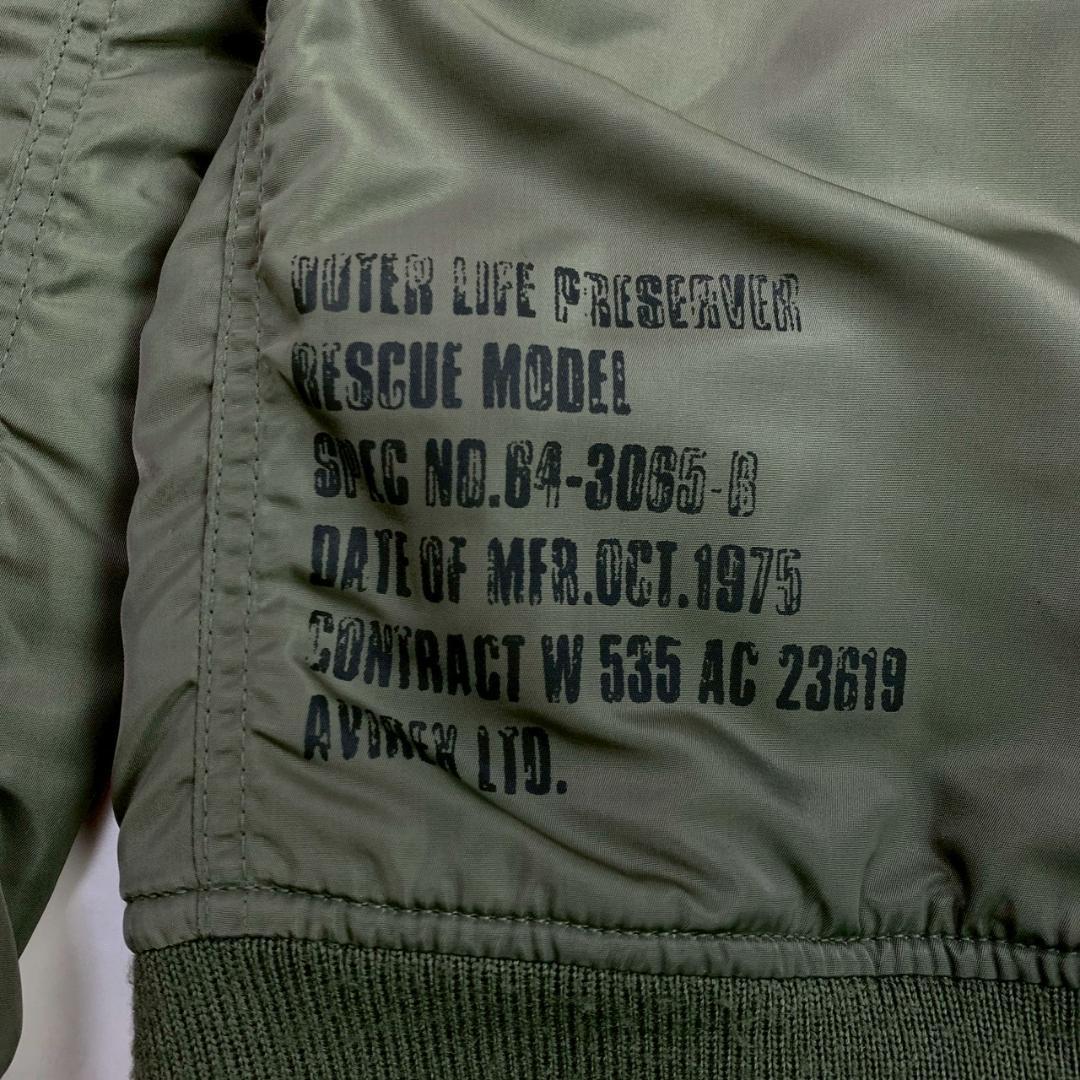 OUTER LIFE PRESERVER
RESCUE MODEL
SPEC NO.64-3065-B
DATE OF MFR.OCT.1975
CONTRACT W 535 AC 23619
AVIREX LTD.